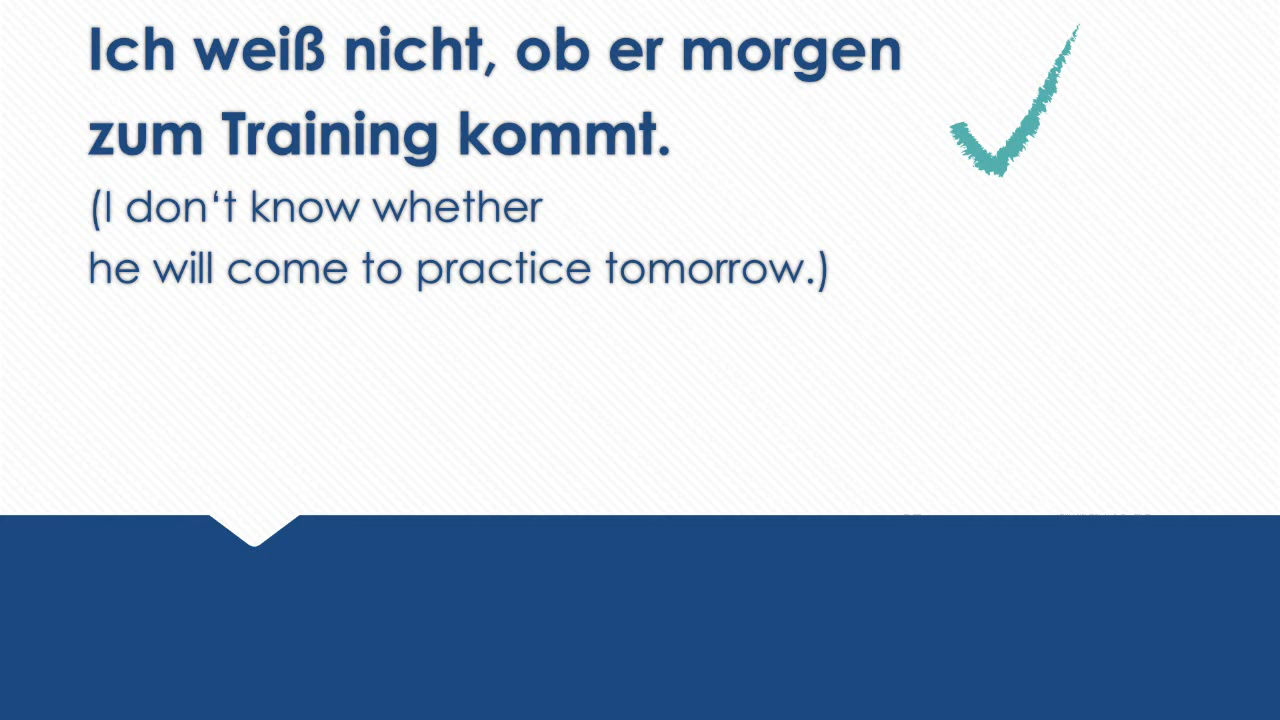 Ich weiß nicht, ob er morgen
zum Training kommt.
(I don‘t know whether
he will come to practice tomorrow.)